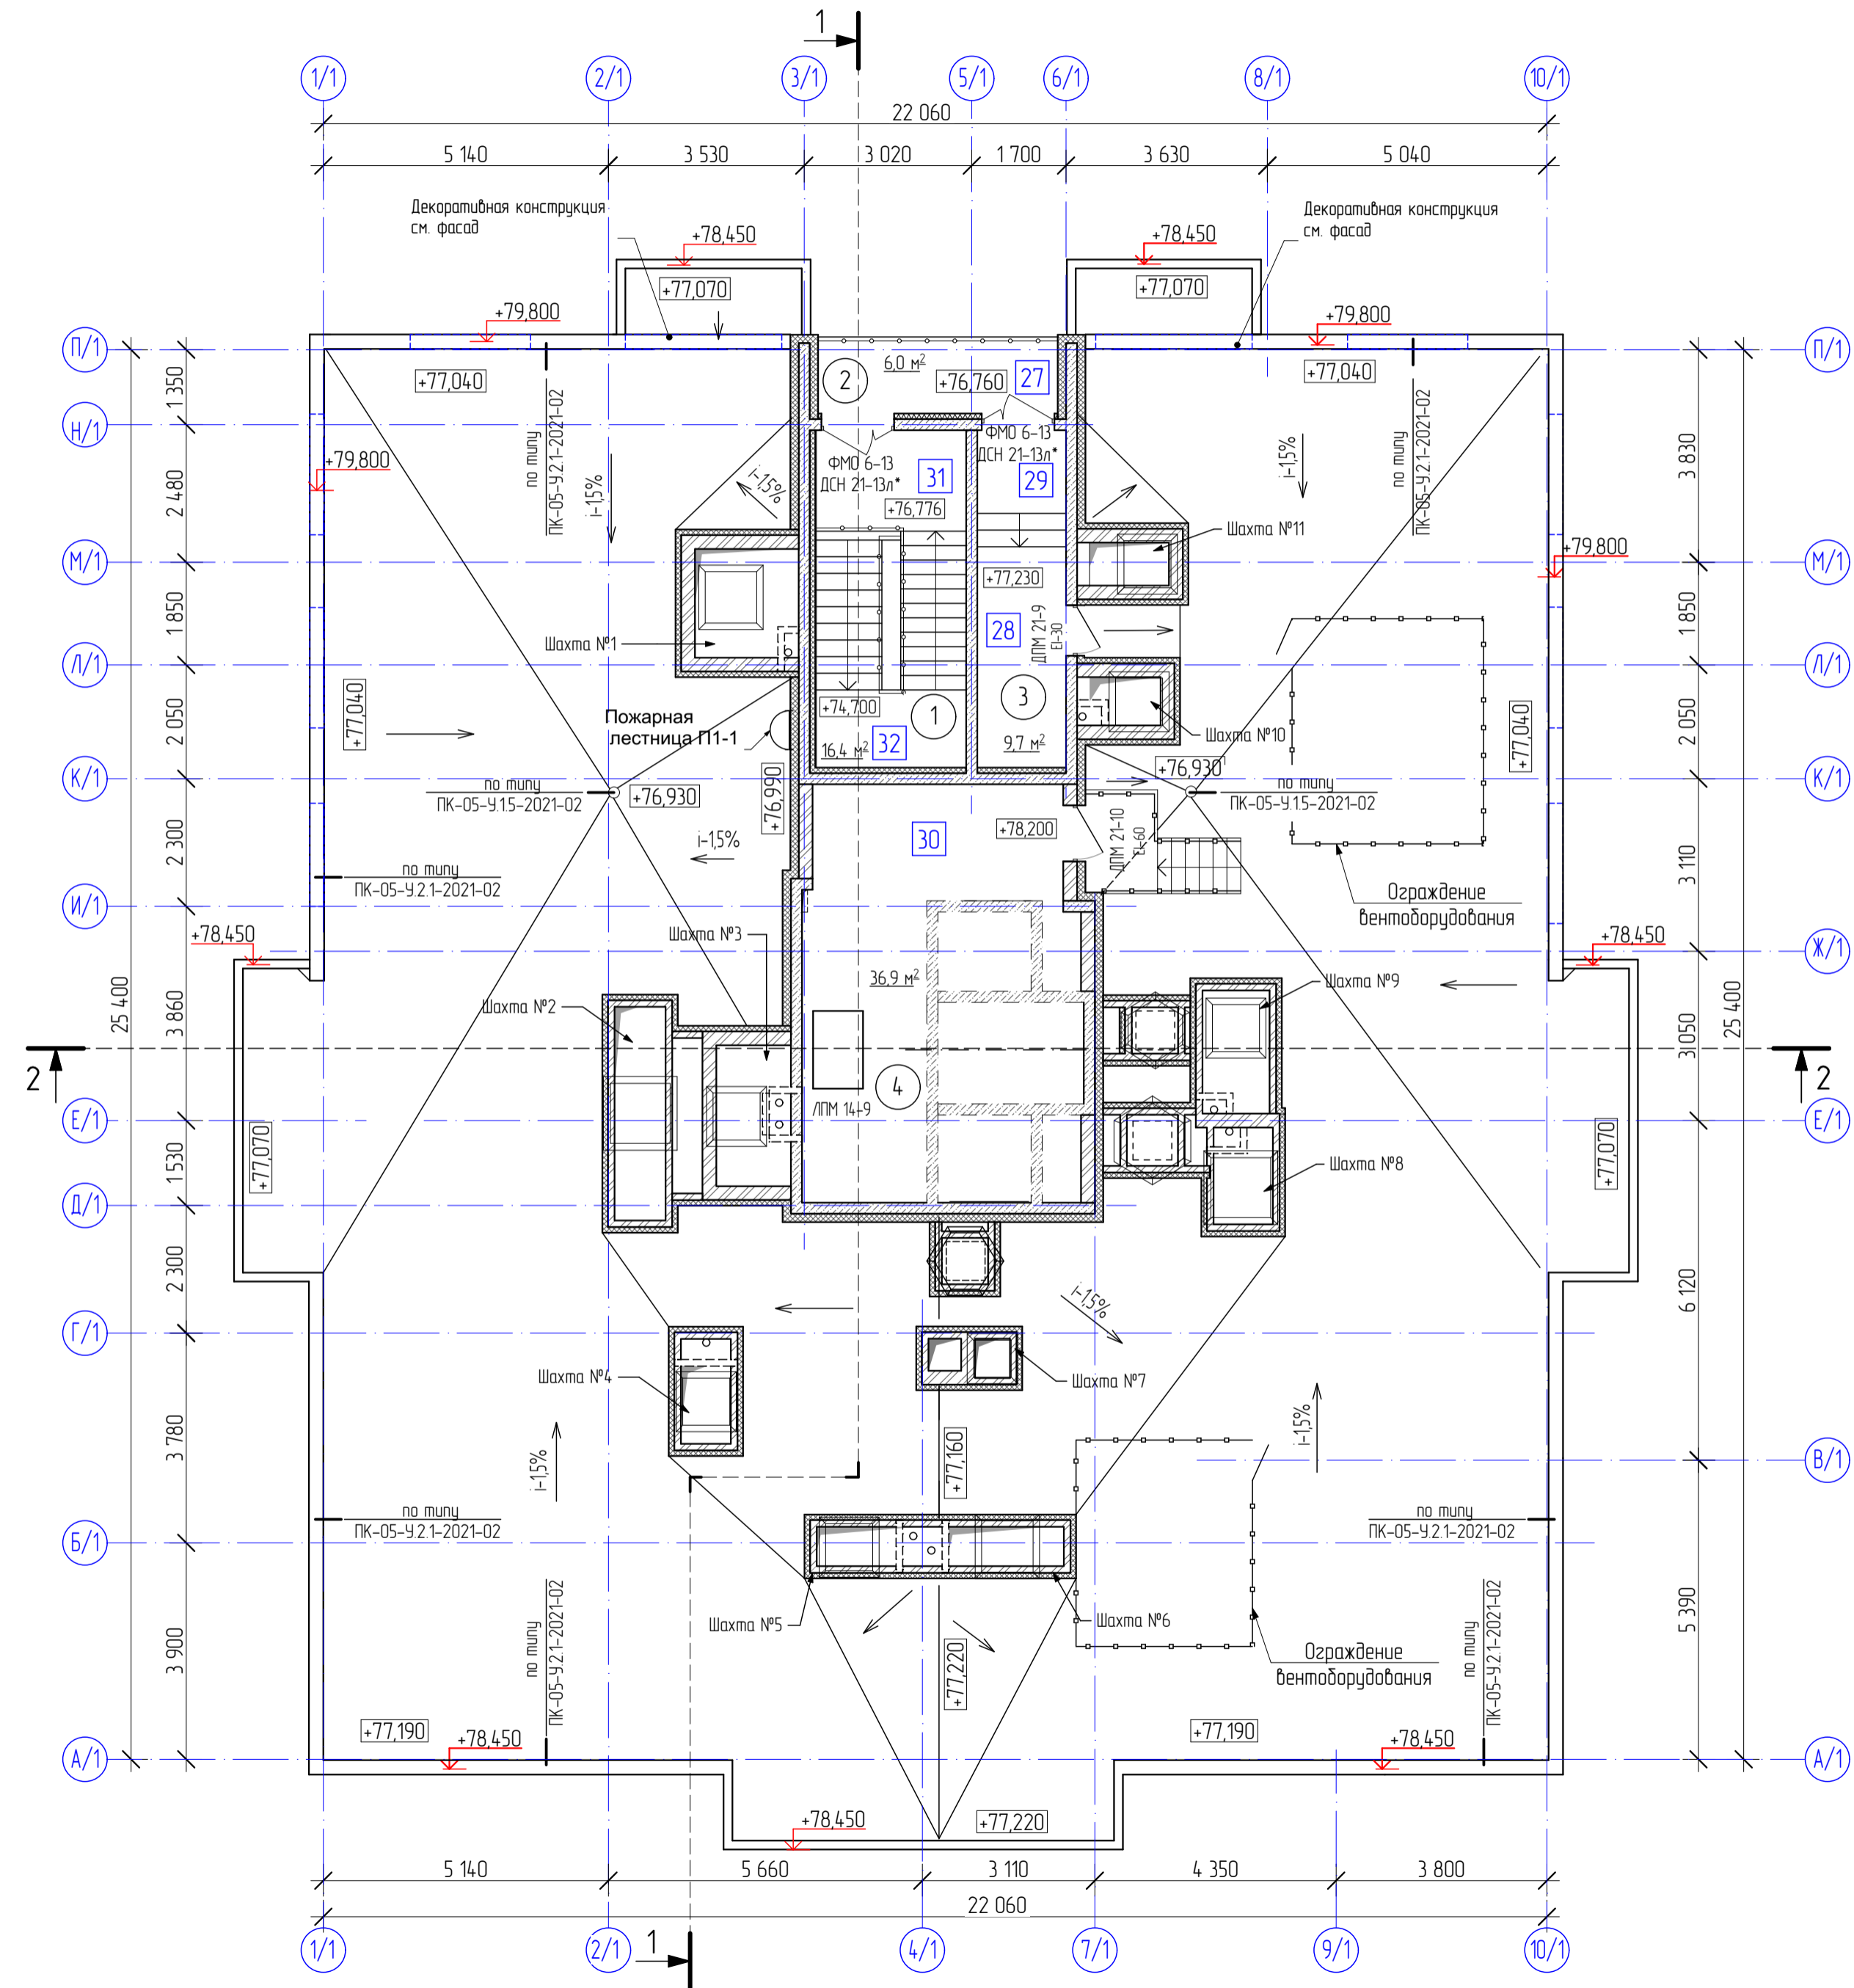 1
1/1
2/1
3/1
5/1
6/1
8/1
10/1
22 060
5 140
3 530
3 020
1 700
3 630
5 040
Декоративная конструкция
см. фасад
Декоративная конструкция
см. фасад
+78,450
+78,450
+77,070
+77,070
+79,800
+79,800
П/1
П/1
6,0 м²
2
+76,760
27
+77,040
+77,040
1 350
Н/1
по типу
ПК-05-У.2.1-2021-02
по типу
ПК-05-У.2.1-2021-02
ФМО 6-13
ДСН 21-13л*
ФМО 6-13
ДСН 21-13л*
31
29
+79,800
i-1,5%
i-1,5%
i-1,5%
2 480
3 830
+76,776
Шахта №11
+79,800
М/1
М/1
+77,230
28
ДПМ 21-9
EI-30
1 850
1 850
Шахта №1
Л/1
Л/1
3
+74,700
1
+77,040
+77,040
Пожарная
лестница П1-1
16,4 м²
32
9,7 м²
Шахта №10
2 050
2 050
+76,930
К/1
К/1
по типу
ПК-05-У.1.5-2021-02
+76,930
+76,990
по типу
ПК-05-У.1.5-2021-02
30
+78,200
ДПМ 21-10
EI-60
i-1,5%
2 300
3 110
по типу
ПК-05-У.2.1-2021-02
Ограждение
вентоборудования
И/1
+78,450
Шахта №3
+78,450
Ж/1
36,9 м²
Шахта №9
Шахта №2
25 400
3 860
3 050
25 400
2
2
4
ЛПМ 14-9
Е/1
Е/1
+77,070
+77,070
Шахта №8
1 530
Д/1
2 300
i-1,5%
6 120
Г/1
Шахта №4
Шахта №7
3 780
i-1,5%
+77,160
i-1,5%
В/1
по типу
ПК-05-У.2.1-2021-02
по типу
ПК-05-У.2.1-2021-02
Б/1
Шахта №5
Шахта №6
3 900
5 390
по типу
ПК-05-У.2.1-2021-02
+77,220
Ограждение
вентоборудования
по типу
ПК-05-У.2.1-2021-02
+77,190
+78,450
+77,190
+78,450
А/1
А/1
+78,450
+77,220
5 140
5 660
3 110
4 350
3 800
22 060
1/1
2/1
1
4/1
7/1
9/1
10/1